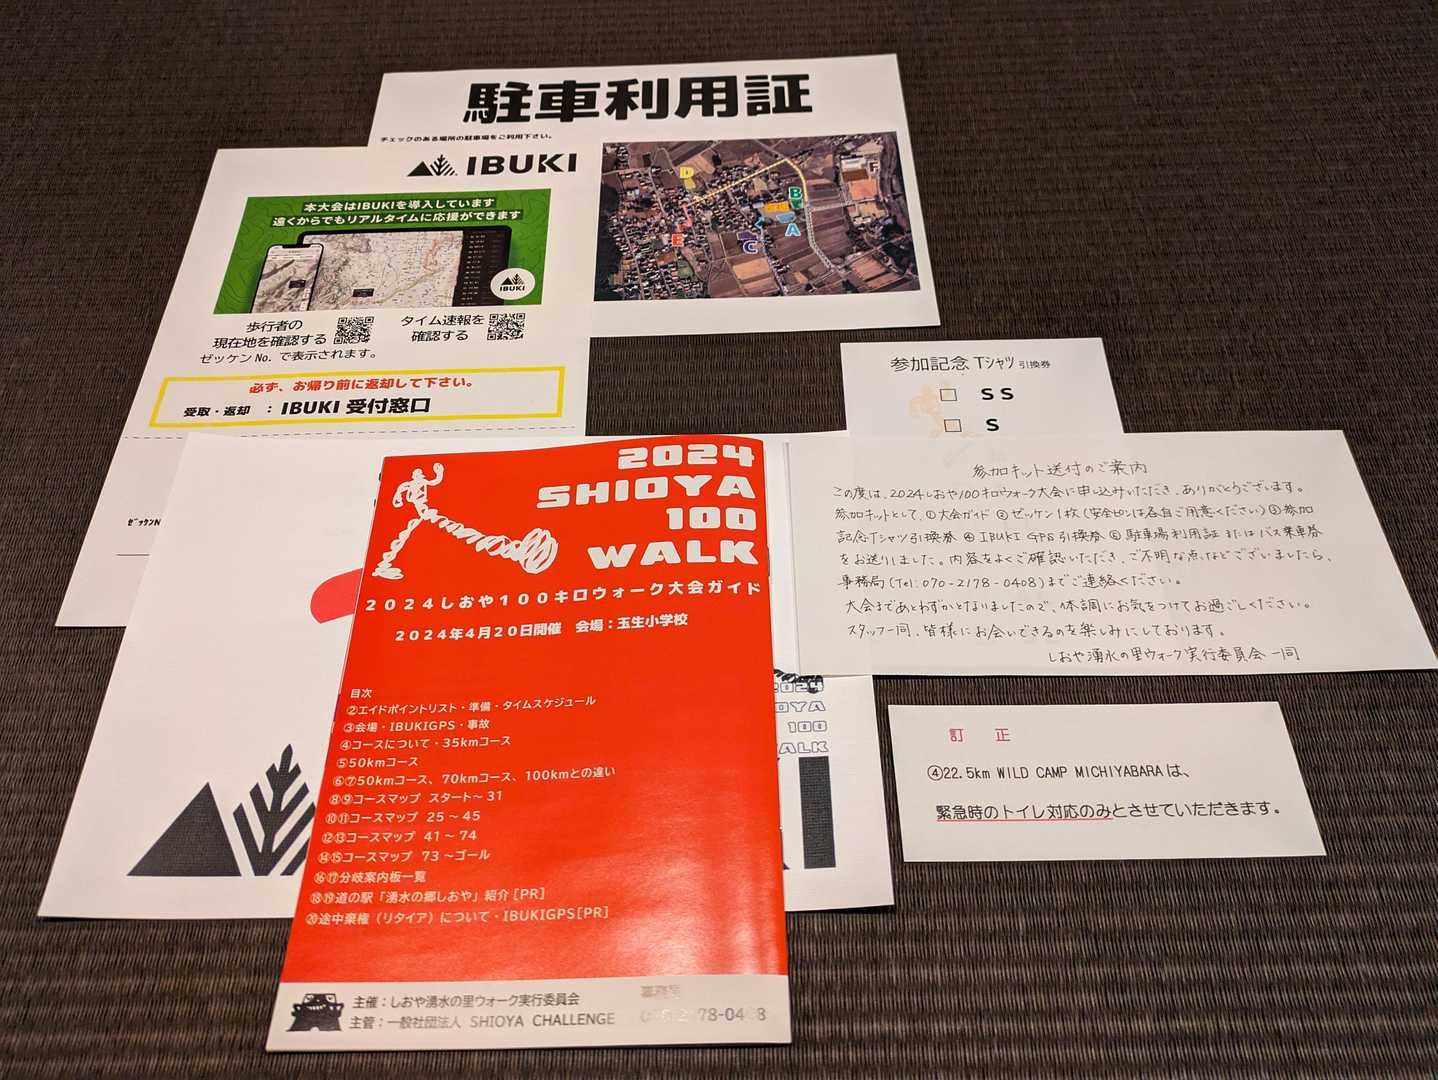 駐車利用証
チェックのある場所の駐車場をご利用下さい。
D
B
A
C
E
F
IBUKI
本大会はIBUKIを導入しています
遠くからでもリアルタイムに応援ができます
IBUKI
歩行者の
現在地を確認する
タイム速報を
確認する
ゼッケンNo. で表示されます。
必ず、お帰り前に返却して下さい。
受取・返却 ： IBUKI 受付窓口
ｾﾞｯｹﾝN
参加記念 Tシャツ 引換券
□ SS
□ S
2024
SHIOYA
100
WALK
2024しおや100キロウォーク大会ガイド
2024年4月20日開催 会場：玉生小学校
目次
②エイドポイントリスト・準備・タイムスケジュール
③会場・IBUKIGPS・事故
④コースについて・35kmコース
⑤50kmコース
⑥⑦50kmコース、70kmコース、100kmとの違い
⑧⑨コースマップ スタート～31
⑩⑪コースマップ 25～45
⑫⑬コースマップ 41～74
⑭⑮コースマップ 73～ゴール
⑯⑰分岐案内板一覧
⑱⑲道の駅「湧水の郷しおや」紹介[PR]
⑳途中棄権（リタイア）について・IBUKIGPS[PR]
主催：しおや湧水の里ウォーク実行委員会
主管：一般社団法人 SHIOYA CHALLENGE
事務局
参加キット送付のご案内
この度は、2024しおや100キロウォーク大会に申し込みいただき、ありがとうございます。
参加キットとして、①大会ガイド ②ゼッケン1枚(安全ピンは各自ご用意ください)③参加
記念Tシャツ引換券 ④IBUKI GPS引換券 ⑤駐車場利用証またはバス乗車券
をお送りしました。内容をよくご確認いただき、ご不明な点などございましたら、
事務局(Tel:070-2178-0408)までご連絡ください。
大会まであとわずかとなりましたので、体調にお気をつけてお過ごしください。
スタッフ一同、皆様にお会いできるのを楽しみにしております。
しおや湧水の里ウォーク実行委員会一同
2024
OYA
100
ALK
訂 正
④22.5km WILD CAMP MICHIYABARAは、
緊急時のトイレ対応のみとさせていただきます。